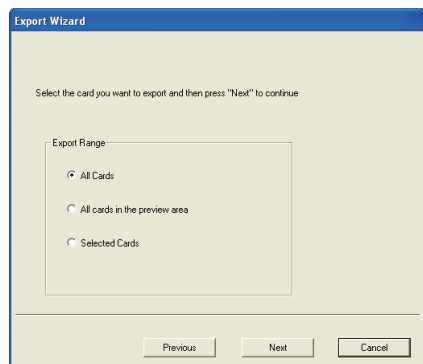 Export Wizard
Select the card you want to export and then press "Next" to continue
Export Range
All Cards
All cards in the preview area
Selected Cards
Previous Next Cancel